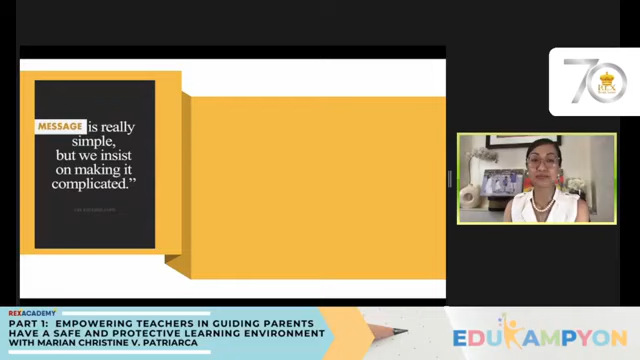 70
REX
MESSAGE
is really
simple,
but we insist
on making it
complicated.”
REXACADEMY
PART 1: EMPOWERING TEACHERS IN GUIDING PARENTS
HAVE A SAFE AND PROTECTIVE LEARNING ENVIRONMENT
WITH MARIAN CHRISTINE V. PATRIARCA
EDUKAMPYON